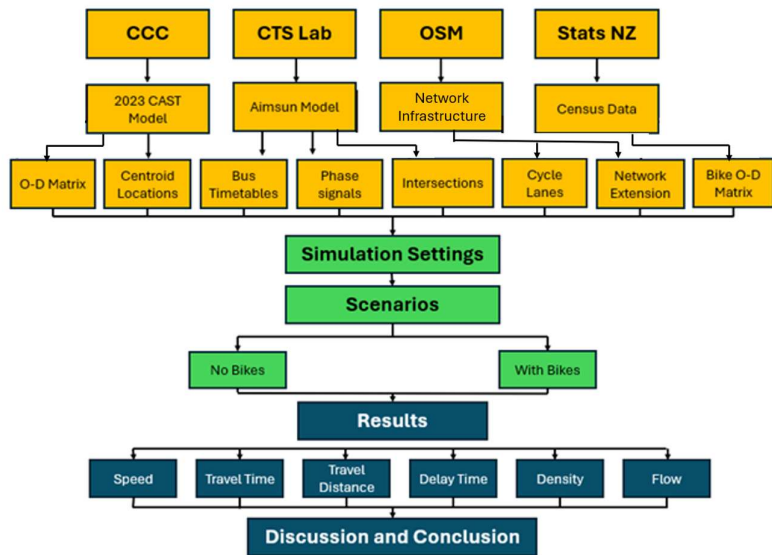 CCC
CTS Lab
OSM
Stats NZ
2023 CAST
Model
Aimsun Model
Network
Infrastructure
Census Data
O-D Matrix
Centroid
Locations
Bus
Timetables
Phase
signals
Intersections
Cycle
Lanes
Network
Extension
Bike O-D
Matrix
Simulation Settings
Scenarios
No Bikes
With Bikes
Results
Speed
Travel Time
Travel
Distance
Delay Time
Density
Flow
Discussion and Conclusion